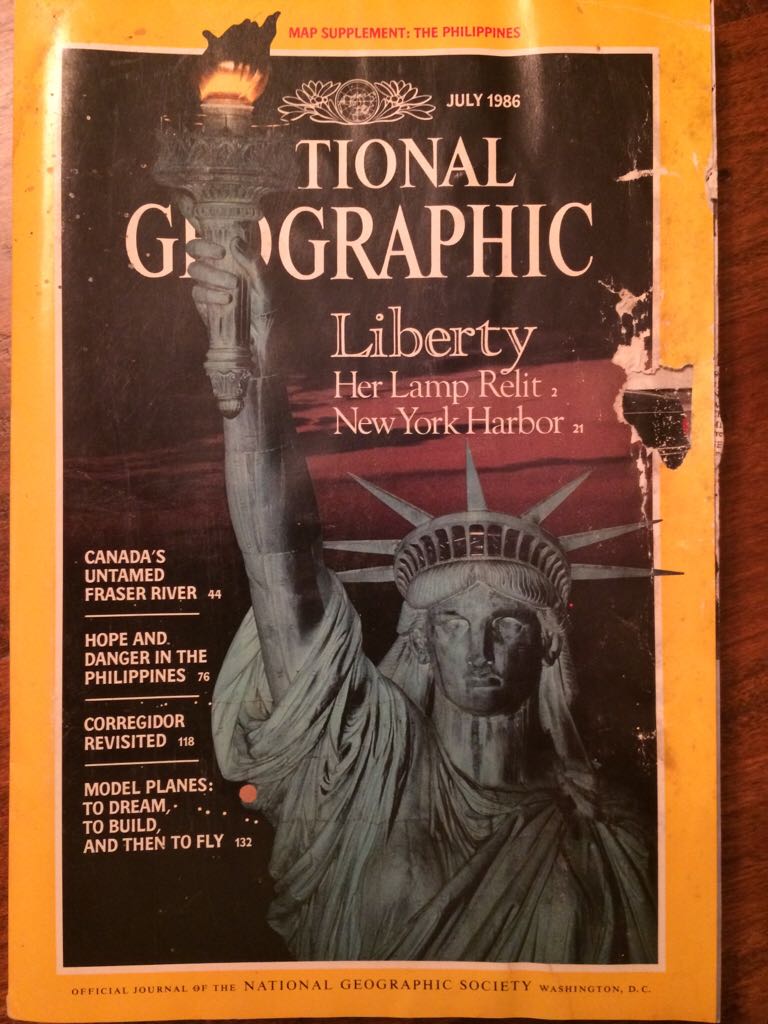 MAP SUPPLEMENT: THE PHILIPPINES
JULY 1986
TIONAL
GEOGRAPHIC
Liberty
Her Lamp Relit 2
New York Harbor 21
CANADA'S
UNTAMED
FRASER RIVER 44
HOPE AND
DANGER IN THE
PHILIPPINES 76
CORREGIDOR
REVISITED 118
MODEL PLANES:
TO DREAM,
TO BUILD,
AND THEN TO FLY 132
OFFICIAL JOURNAL OF THE NATIONAL GEOGRAPHIC SOCIETY WASHINGTON, D.C.